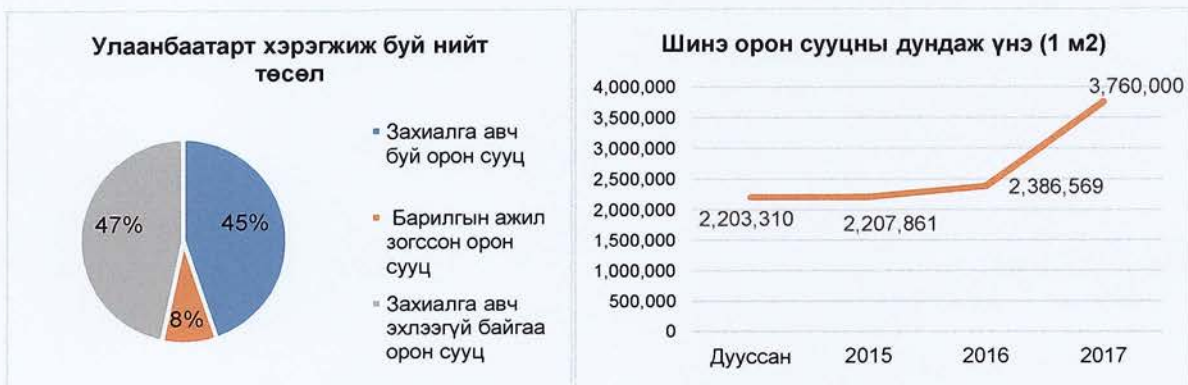 Улаанбаатарт хэрэгжиж буй нийт
төсөл
47%
45%
8%
Захиалга авч
буй орон сууц
Барилгын ажил
зогссон орон
сууц
Захиалга авч
эхлээгүй байгаа
орон сууц
Шинэ орон сууцны дундаж үнэ (1 м2)
4,000,000
3,500,000
3,000,000
2,500,000
2,000,000
1,500,000
1,000,000
500,000
0
2,203,310
2,207,861
2,386,569
3,760,000
Дууссан 2015 2016 2017